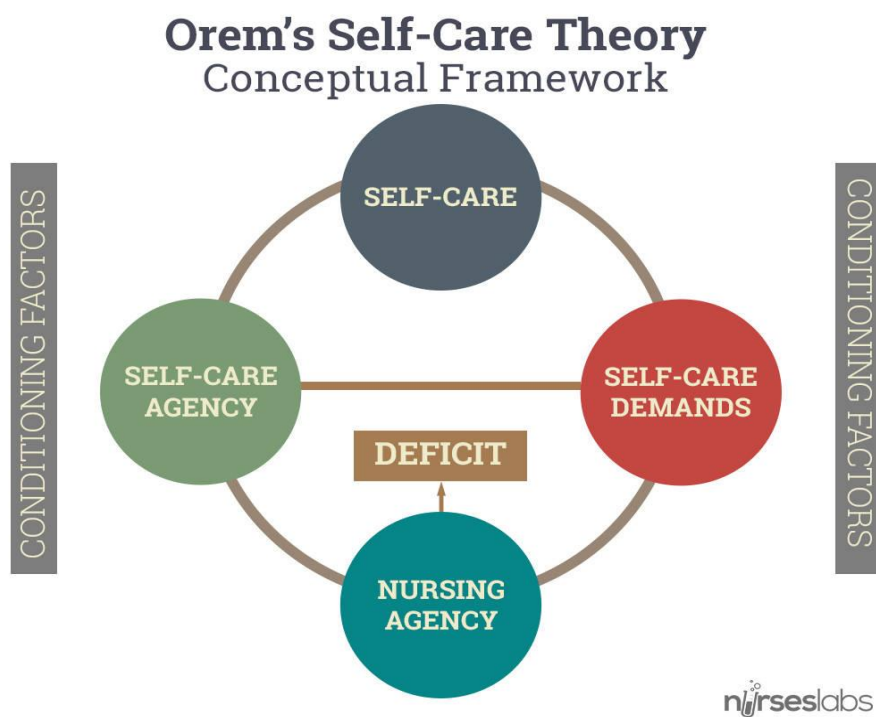 Orem's Self-Care Theory
Conceptual Framework
CONDITIONING FACTORS
SELF-CARE
CONDITIONING FACTORS
SELF-CARE
AGENCY
SELF-CARE
DEMANDS
DEFICIT
NURSING
AGENCY
nurseslabs